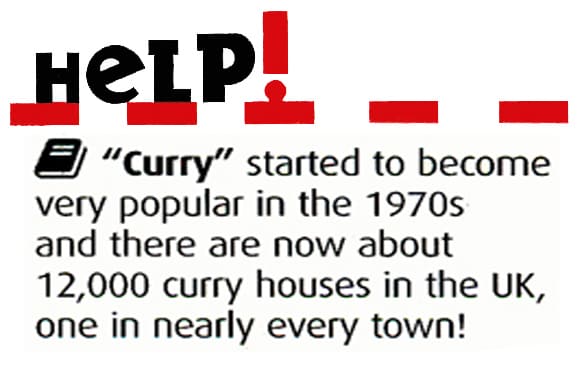 HeLP!
“Curry” started to become
very popular in the 1970s
and there are now about
12,000 curry houses in the UK,
one in nearly every town!